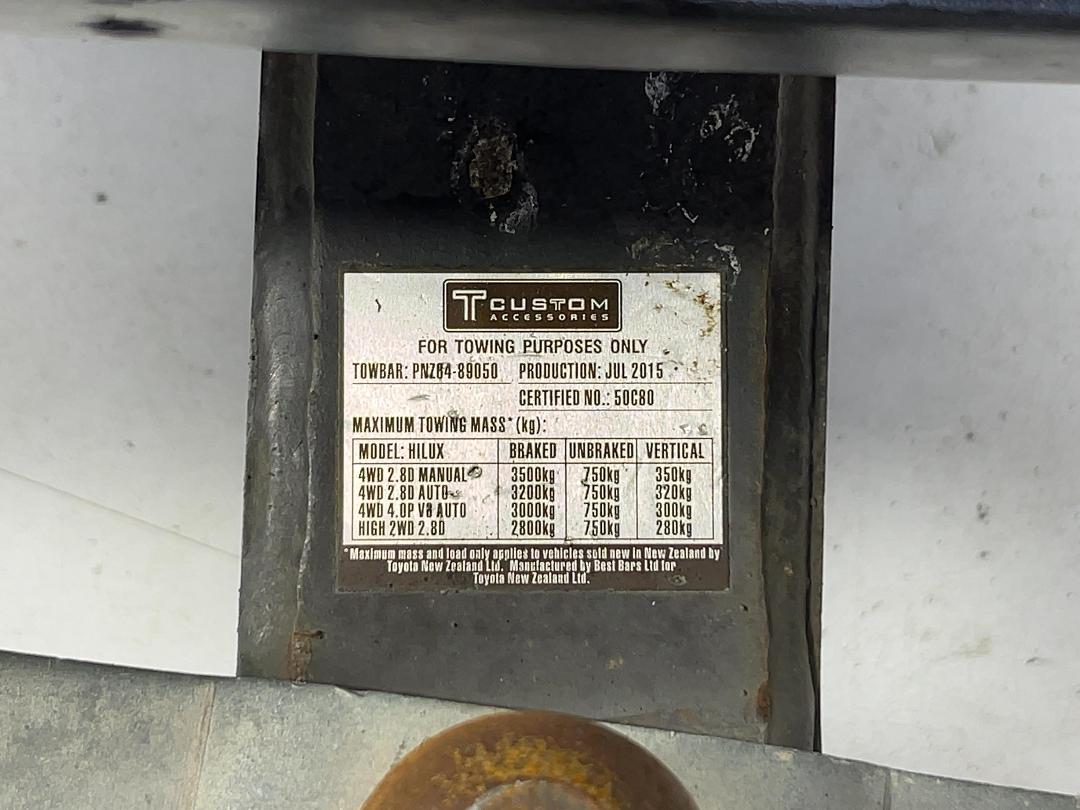 T CUSTOM
ACCESSORIES
FOR TOWING PURPOSES ONLY
TOWBAR: PNZ64-89050 PRODUCTION: JUL 2015
CERTIFIED NO.: 50C80
MAXIMUM TOWING MASS* (kg):
MODEL: HILUX BRAKED UNBRAKED VERTICAL
4WD 2.8D MANUAL 3500kg 750kg 350kg
4WD 2.8D AUTO 3200kg 750kg 320kg
4WD 4.0P AUTO 3000kg 750kg 300kg
HIGH 2WD 2.8D 2800kg 750kg 280kg
*Maximum mass and load only applies to vehicles sold new in New Zealand by
Toyota New Zealand Ltd. Manufactured by Best Bars Ltd for
Toyota New Zealand Ltd.